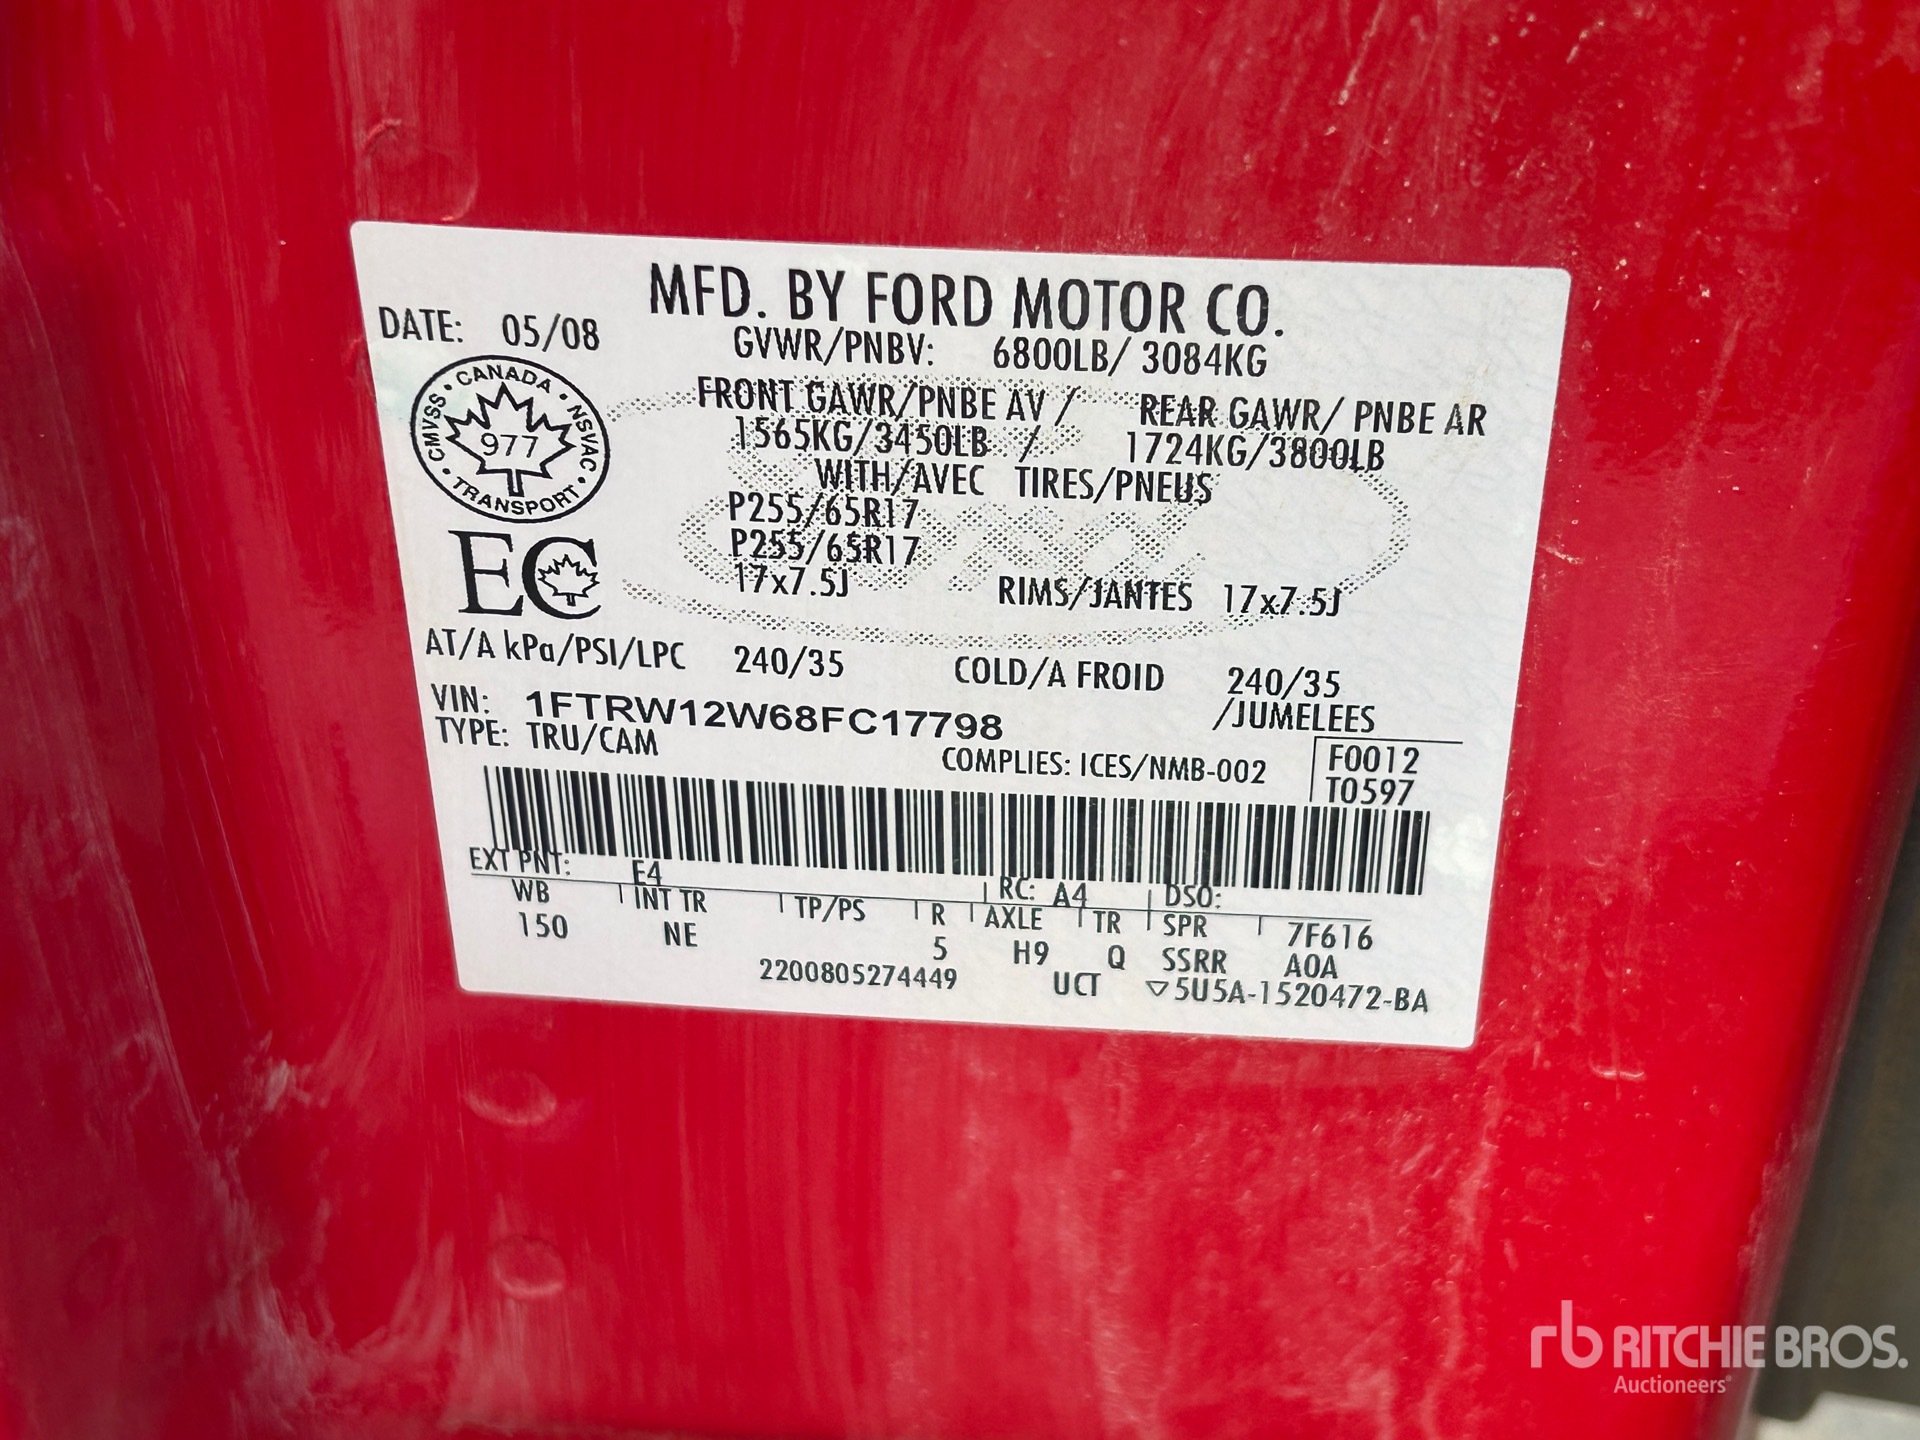 MFD. BY FORD MOTOR CO.
DATE: 05/08
GVWR/PNBV: 6800LB/ 3084KG
CANADA
CMVSS
NSVAC
977
TRANSPORT
FRONT GAWR/PNBE AV / REAR GAWR/ PNBE AR
1565KG/3450LB / 1724KG/3800LB
WITH/AVEC TIRES/PNEUS
P255/65R17
P255/65R17
EC
17x7.5J RIMS/JANTES 17x7.5J
AT/A kPa/PSI/LPC 240/35 COLD/A FROID 240/35
VIN: 1FTRW12W68FC17798 /JUMELEES
TYPE: TRU/CAM
COMPLIES: ICES/NMB-002
F0012
T0597
EXT PNT: E4 RC: A4 DSO:
WB INT TR TP/PS R AXLE TR SPR 7F616
150 NE 5 H9 Q SSRR A0A
2200805274449 UCT ▽5U5A-1520472-BA
rb RITCHIE BROS.
Auctioneers